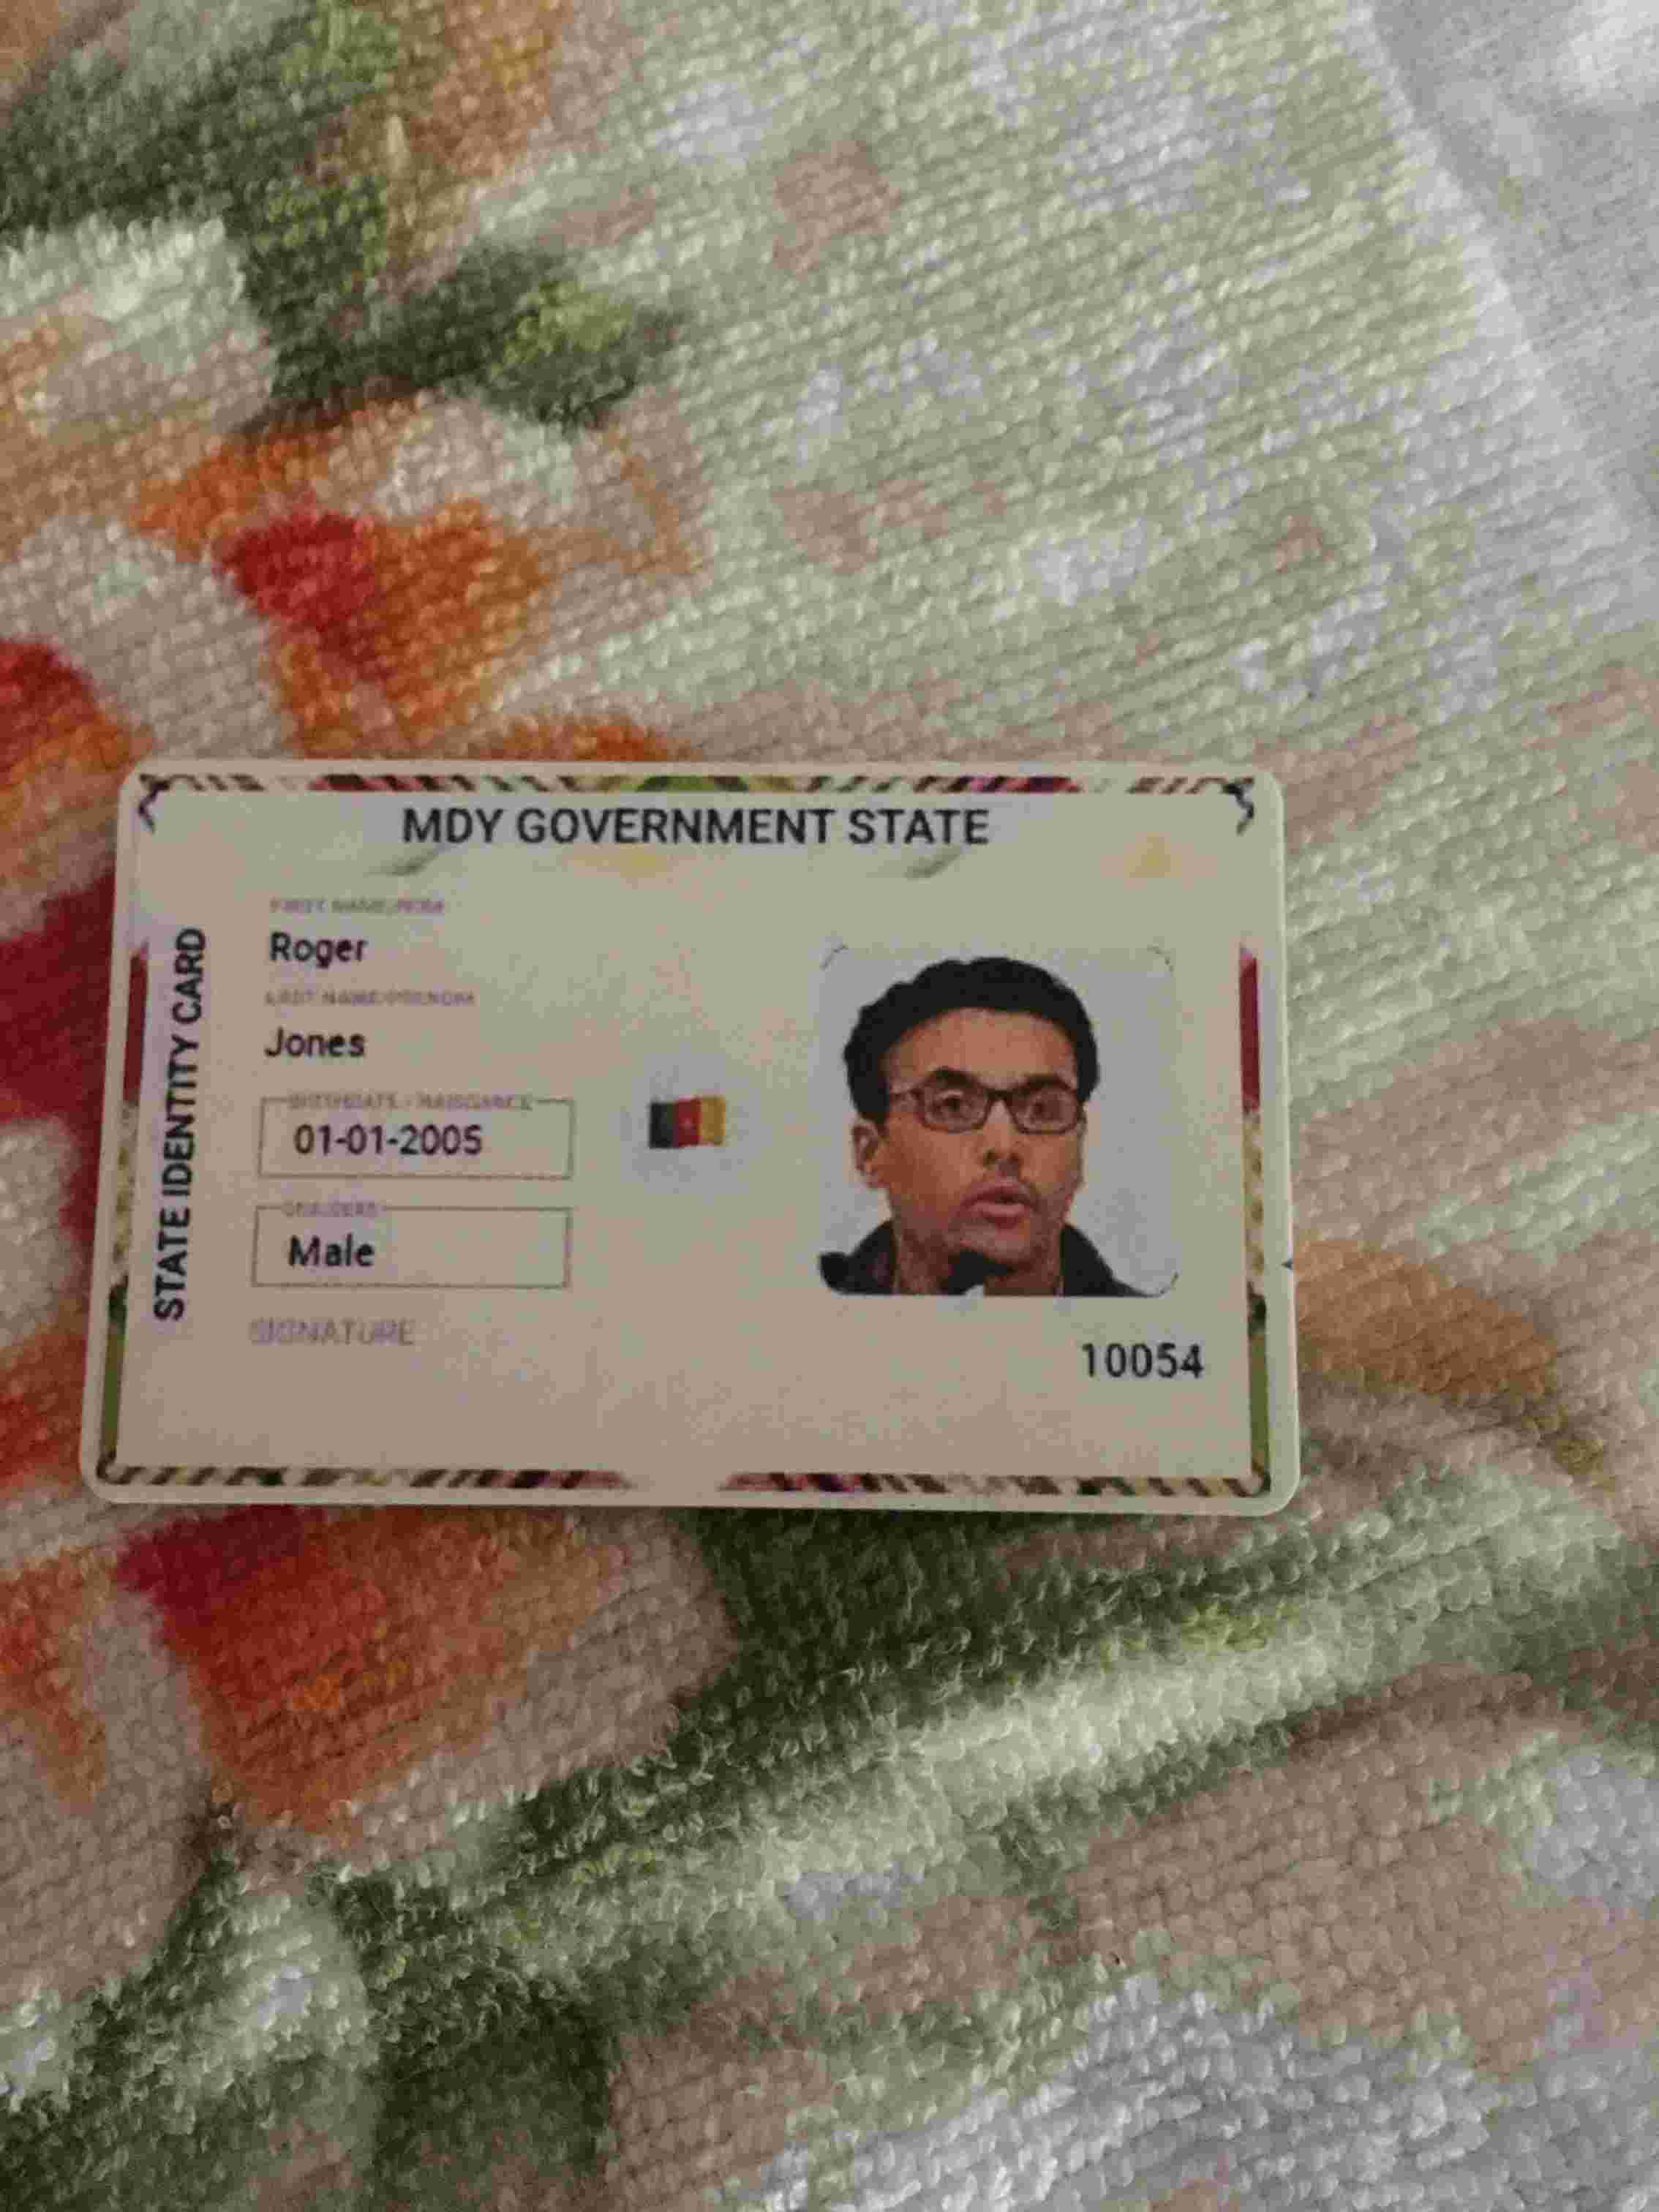 MDY GOVERNMENT STATE
STATE IDENTITY CARD
FIRST NAME/NOM
Roger
LAST NAME/PRENOM
Jones
BIRTHDATE / NAISSANCE
01-01-2005
Male
SIGNATURE
10054